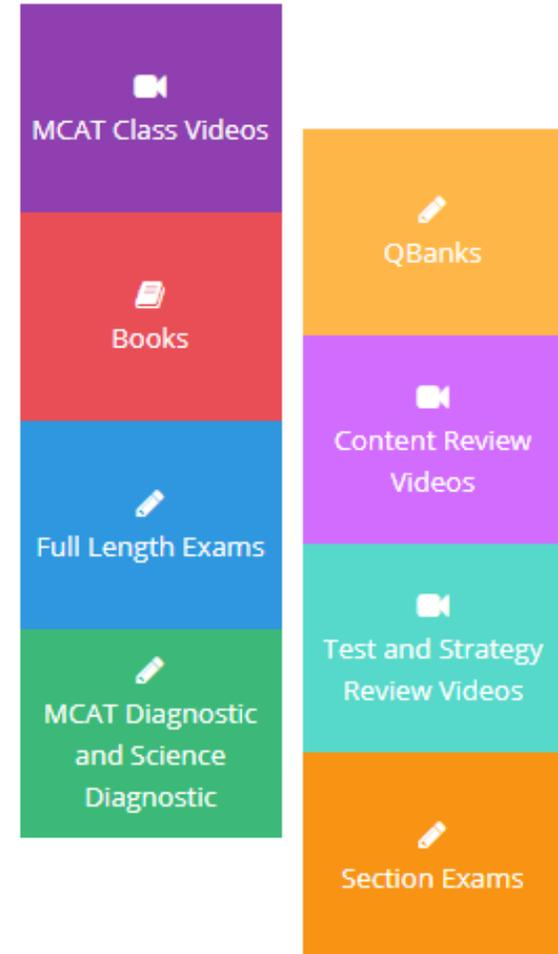 MCAT Class Videos
Books
Full Length Exams
MCAT Diagnostic
and Science
Diagnostic
QBanks
Content Review
Videos
Test and Strategy
Review Videos
Section Exams